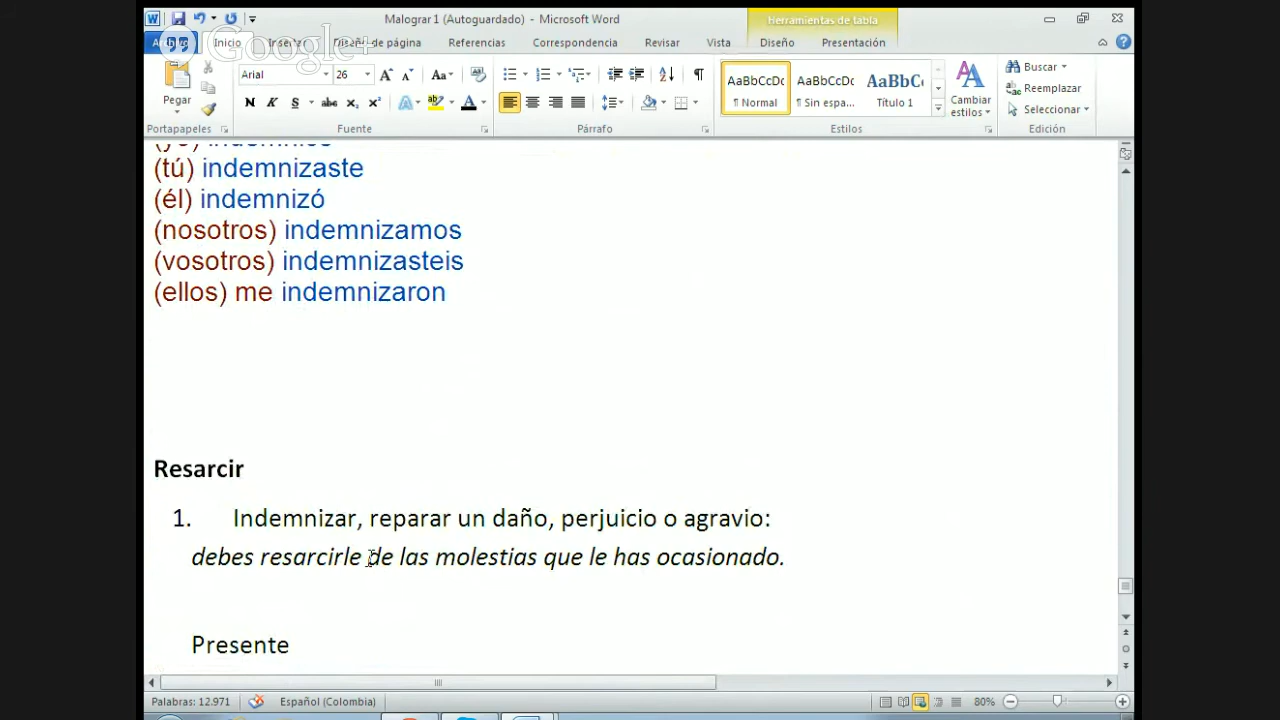 Malograr 1 (Autoguardado) - Microsoft Word
Herramientas de tabla
Google+
Inicio
Diseño de página
Referencias
Correspondencia
Revisar
Vista
Diseño
Presentación
Arial
26
Pegar
AaBbCcDc
AaBbCcDc
AaBbC
¶ Normal
¶ Sin espa...
Título 1
Cambiar estilos
Buscar
Reemplazar
Seleccionar
Portapapeles
Fuente
Párrafo
Estilos
Edición
(tú) indemnizaste
(él) indemnizó
(nosotros) indemnizamos
(vosotros) indemnizasteis
(ellos) me indemnizaron
Resarcir
1. Indemnizar, reparar un daño, perjuicio o agravio:
debes resarcirle de las molestias que le has ocasionado.
Presente
Palabras: 12.971
Español (Colombia)
80%